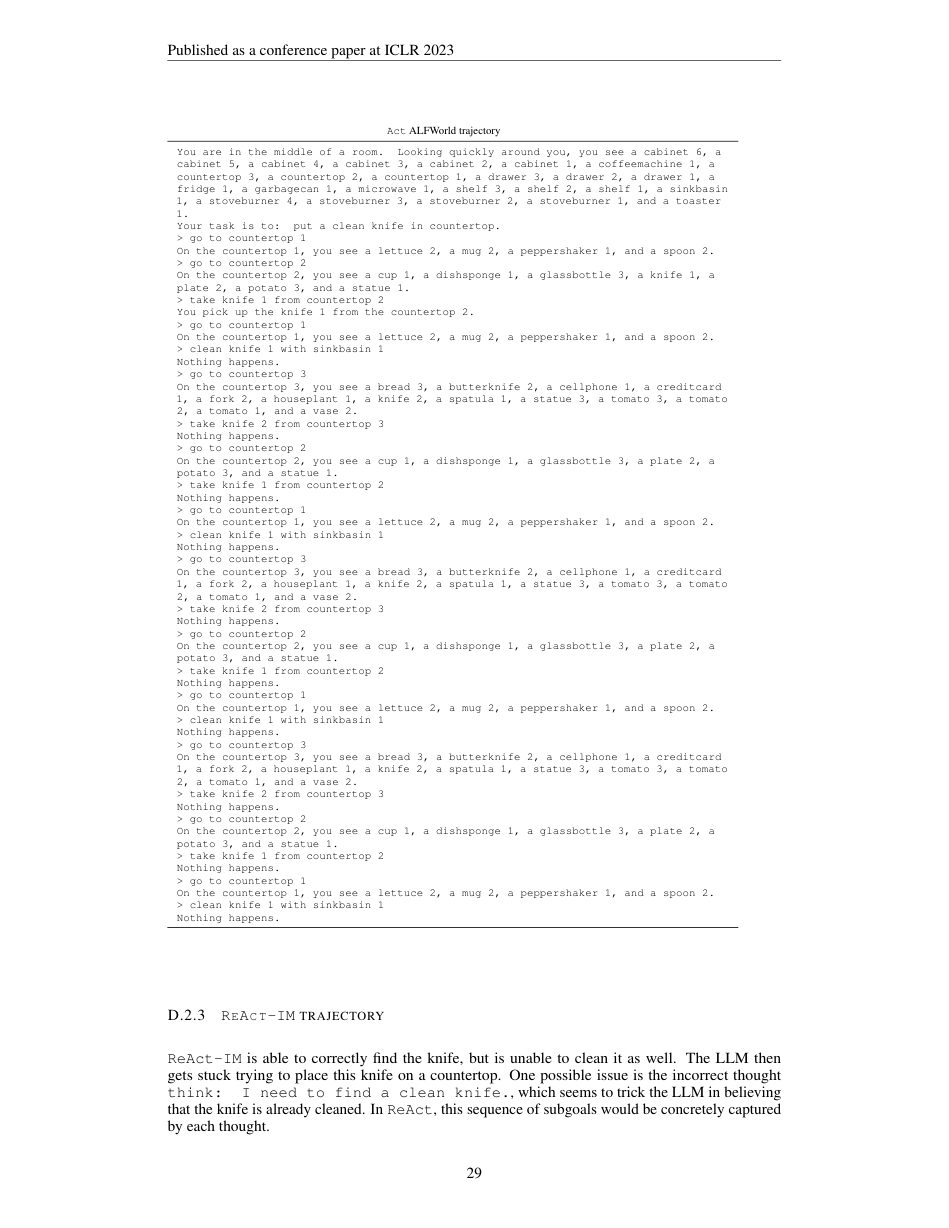 Published as a conference paper at ICLR 2023
Act ALFWorld trajectory
You are in the middle of a room. Looking quickly around you, you see a cabinet 6, a
cabinet 5, a cabinet 4, a cabinet 3, a cabinet 2, a cabinet 1, a coffeemachine 1, a
countertop 3, a countertop 2, a countertop 1, a drawer 3, a drawer 2, a drawer 1, a
fridge 1, a garbagecan 1, a microwave 1, a shelf 3, a shelf 2, a shelf 1, a sinkbasin
1, a stoveburner 4, a stoveburner 3, a stoveburner 2, a stoveburner 1, and a toaster
1.
Your task is to: put a clean knife in countertop.
> go to countertop 1
On the countertop 1, you see a lettuce 2, a mug 2, a peppershaker 1, and a spoon 2.
> go to countertop 2
On the countertop 2, you see a cup 1, a dishsponge 1, a glassbottle 3, a knife 1, a
plate 2, a potato 3, and a statue 1.
> take knife 1 from countertop 2
You pick up the knife 1 from the countertop 2.
> go to countertop 1
On the countertop 1, you see a lettuce 2, a mug 2, a peppershaker 1, and a spoon 2.
> clean knife 1 with sinkbasin 1
Nothing happens.
> go to countertop 3
On the countertop 3, you see a bread 3, a butterknife 2, a cellphone 1, a creditcard
1, a fork 2, a houseplant 1, a knife 2, a spatula 1, a statue 3, a tomato 3, a tomato
2, a tomato 1, and a vase 2.
> take knife 2 from countertop 3
Nothing happens.
> go to countertop 2
On the countertop 2, you see a cup 1, a dishsponge 1, a glassbottle 3, a plate 2, a
potato 3, and a statue 1.
> take knife 1 from countertop 2
Nothing happens.
> go to countertop 1
On the countertop 1, you see a lettuce 2, a mug 2, a peppershaker 1, and a spoon 2.
> clean knife 1 with sinkbasin 1
Nothing happens.
> go to countertop 3
On the countertop 3, you see a bread 3, a butterknife 2, a cellphone 1, a creditcard
1, a fork 2, a houseplant 1, a knife 2, a spatula 1, a statue 3, a tomato 3, a tomato
2, a tomato 1, and a vase 2.
> take knife 2 from countertop 3
Nothing happens.
> go to countertop 2
On the countertop 2, you see a cup 1, a dishsponge 1, a glassbottle 3, a plate 2, a
potato 3, and a statue 1.
> take knife 1 from countertop 2
Nothing happens.
> go to countertop 1
On the countertop 1, you see a lettuce 2, a mug 2, a peppershaker 1, and a spoon 2.
> clean knife 1 with sinkbasin 1
Nothing happens.
> go to countertop 3
On the countertop 3, you see a bread 3, a butterknife 2, a cellphone 1, a creditcard
1, a fork 2, a houseplant 1, a knife 2, a spatula 1, a statue 3, a tomato 3, a tomato
2, a tomato 1, and a vase 2.
> take knife 2 from countertop 3
Nothing happens.
> go to countertop 2
On the countertop 2, you see a cup 1, a dishsponge 1, a glassbottle 3, a plate 2, a
potato 3, and a statue 1.
> take knife 1 from countertop 2
Nothing happens.
> go to countertop 1
On the countertop 1, you see a lettuce 2, a mug 2, a peppershaker 1, and a spoon 2.
> clean knife 1 with sinkbasin 1
Nothing happens.
D.2.3 REACT-IM TRAJECTORY
ReAct-IM is able to correctly find the knife, but is unable to clean it as well. The LLM then
gets stuck trying to place this knife on a countertop. One possible issue is the incorrect thought
think: I need to find a clean knife., which seems to trick the LLM in believing
that the knife is already cleaned. In ReAct, this sequence of subgoals would be concretely captured
by each thought.
29